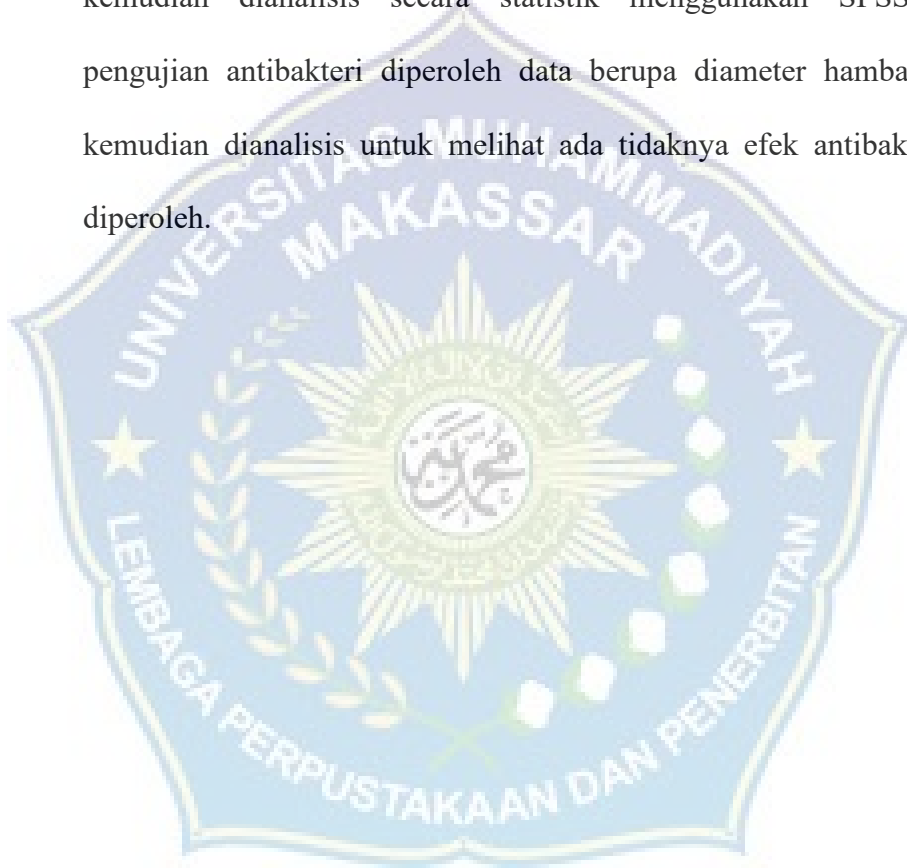 kemudian dianalisis secara statistik menggunakan SPSS
pengujian antibakteri diperoleh data berupa diameter hamba
kemudian dianalisis untuk melihat ada tidaknya efek antibak
diperoleh.
UNIVERSITAS MUHAMMADIYAH
MAKASSAR
محمدية
LEMBAGA PERPUSTAKAAN DAN PENERBITAN